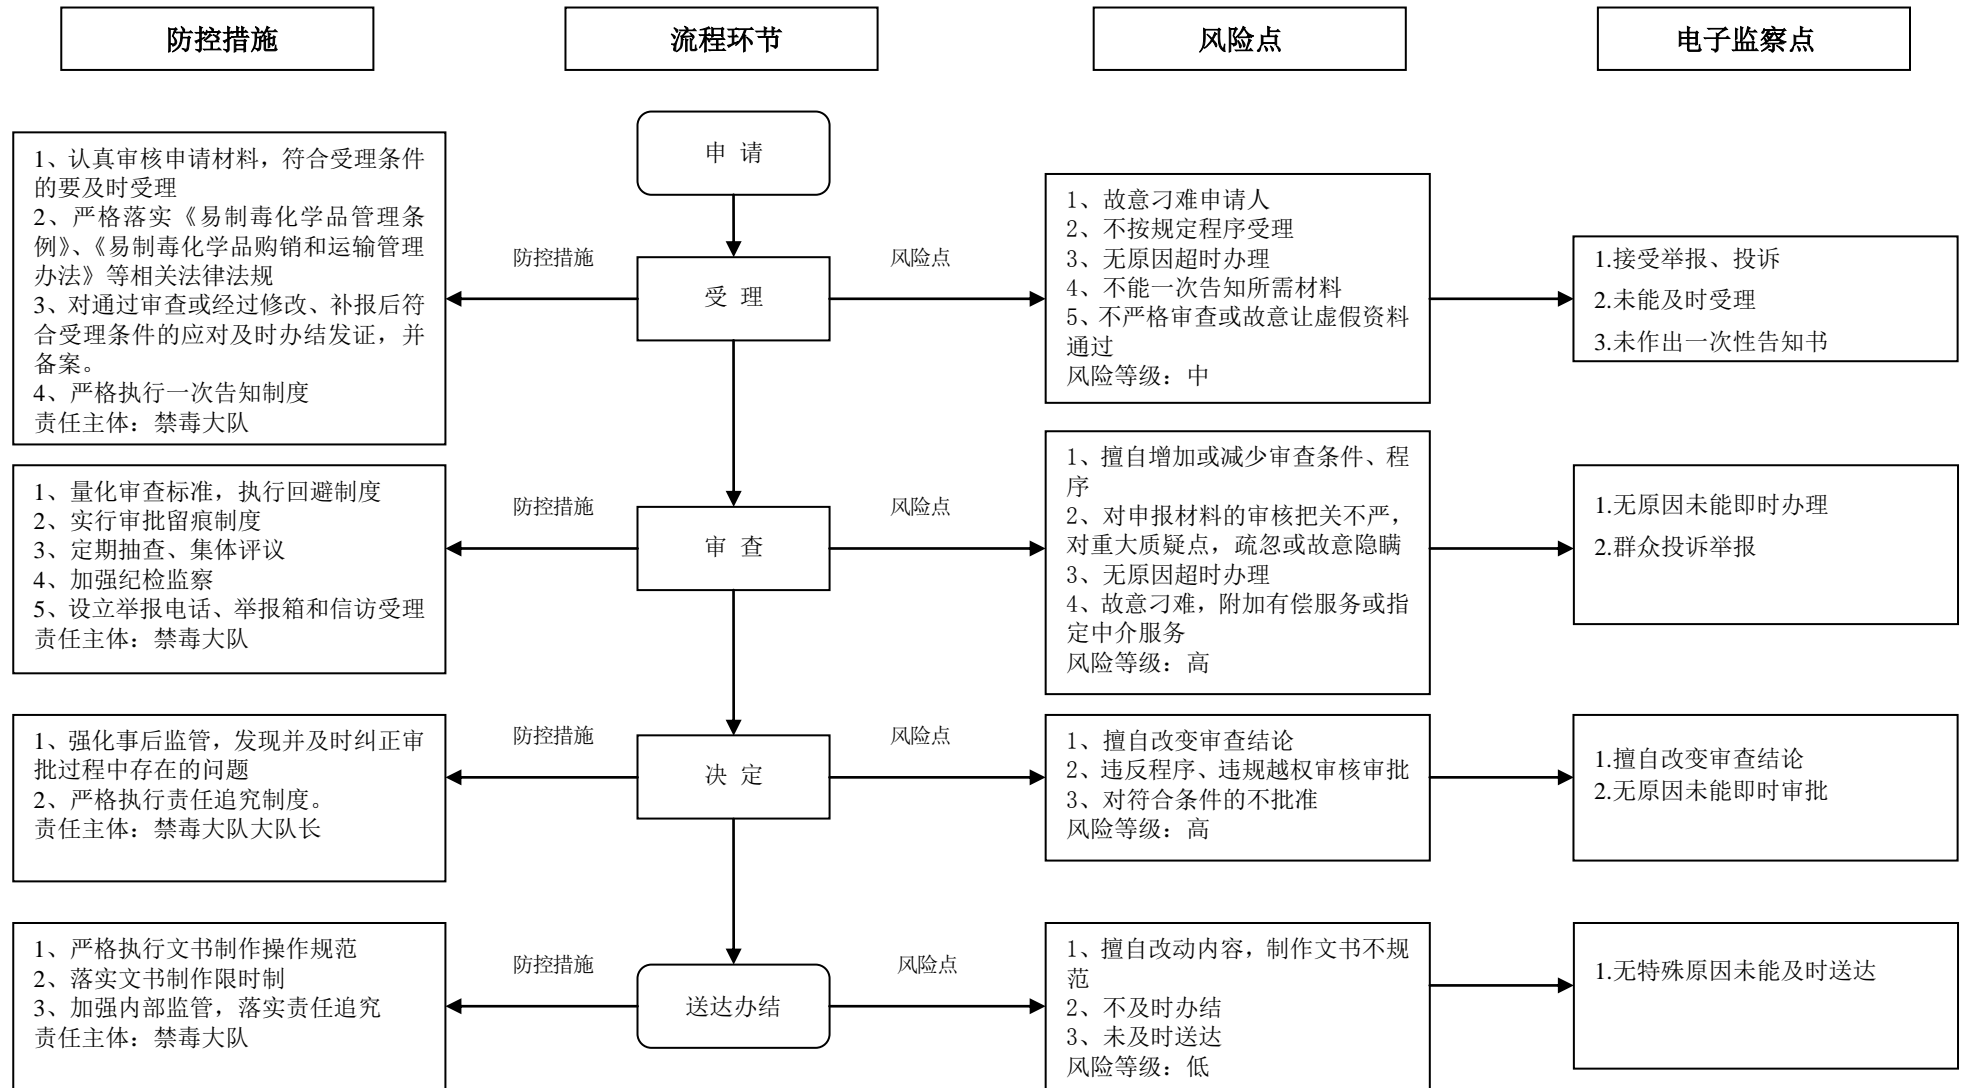 防控措施
流程环节
风险点
电子监察点
申 请
1、认真审核申请材料，符合受理条件
的要及时受理
2、严格落实《易制毒化学品管理条
例》、《易制毒化学品购销和运输管理
办法》等相关法律法规
3、对通过审查或经过修改、补报后符
合受理条件的应对及时办结发证，并
备案。
4、严格执行一次告知制度
责任主体：禁毒大队
防控措施
受 理
风险点
1、故意刁难申请人
2、不按规定程序受理
3、无原因超时办理
4、不能一次告知所需材料
5、不严格审查或故意让虚假资料
通过
风险等级：中
1.接受举报、投诉
2.未能及时受理
3.未作出一次性告知书
1、量化审查标准，执行回避制度
2、实行审批留痕制度
3、定期抽查、集体评议
4、加强纪检监察
5、设立举报电话、举报箱和信访受理
责任主体：禁毒大队
防控措施
审 查
风险点
1、擅自增加或减少审查条件、程
序
2、对申报材料的审核把关不严，
对重大质疑点，疏忽或故意隐瞒
3、无原因超时办理
4、故意刁难，附加有偿服务或指
定中介服务
风险等级：高
1.无原因未能即时办理
2.群众投诉举报
1、强化事后监管，发现并及时纠正审
批过程中存在的问题
2、严格执行责任追究制度。
责任主体：禁毒大队大队长
防控措施
决 定
风险点
1、擅自改变审查结论
2、违反程序、违规越权审核审批
3、对符合条件的不批准
风险等级：高
1.擅自改变审查结论
2.无原因未能即时审批
1、严格执行文书制作操作规范
2、落实文书制作限时制
3、加强内部监管，落实责任追究
责任主体：禁毒大队
防控措施
送达办结
风险点
1、擅自改动内容，制作文书不规
范
2、不及时办结
3、未及时送达
风险等级：低
1.无特殊原因未能及时送达